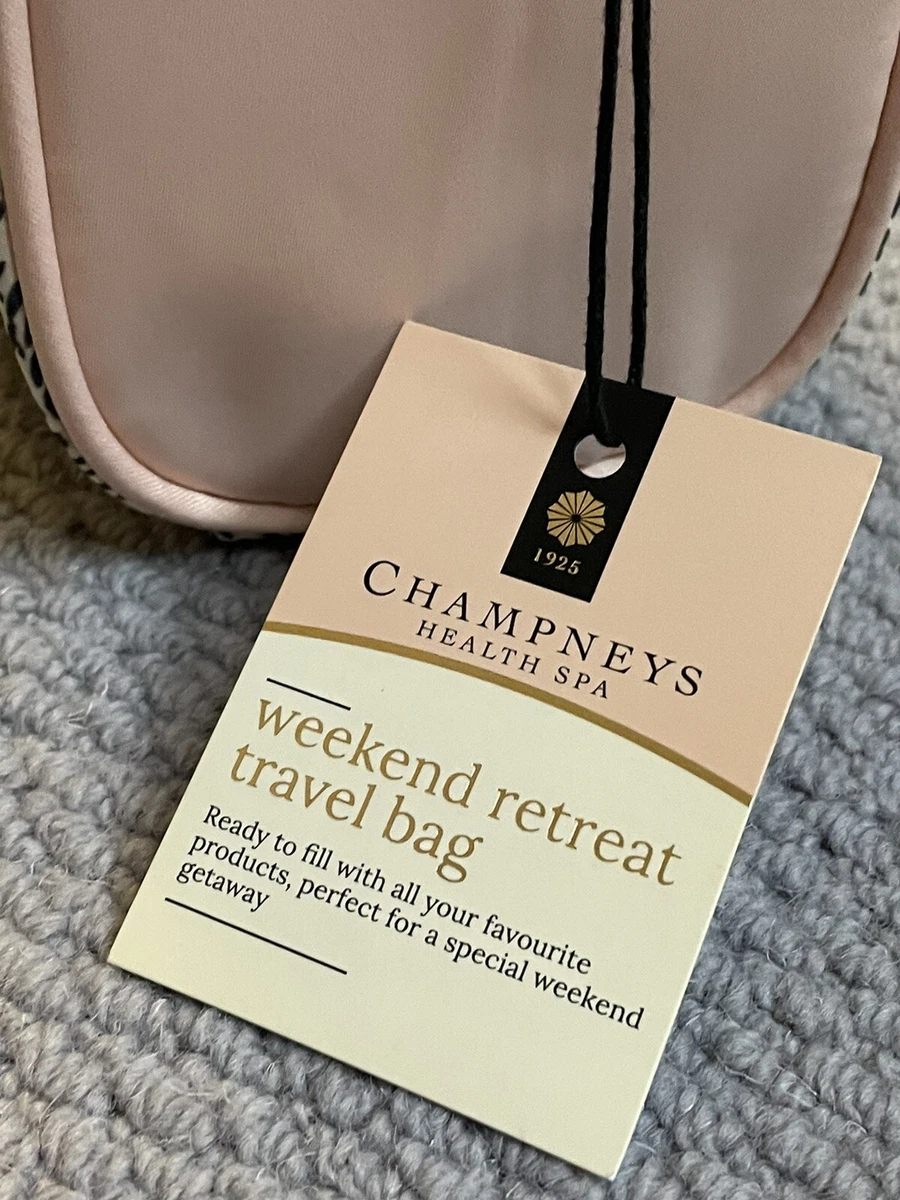 1925
CHAMPNEYS
HEALTH SPA
weekend retreat
travel bag
Ready to fill with all your favourite
products, perfect for a special weekend
getaway